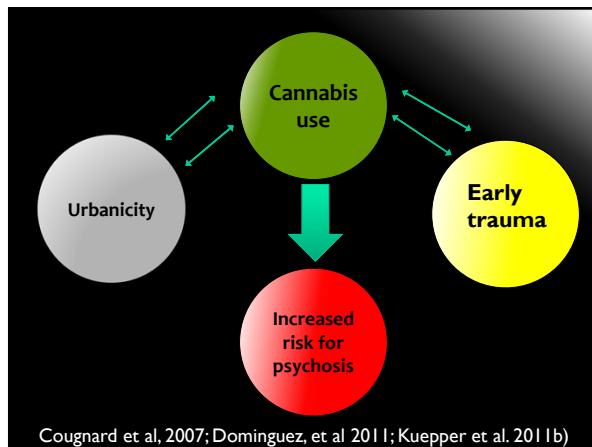 Cannabis
use
Urbanicity
Early
trauma
Increased
risk for
psychosis
Cougnard et al, 2007; Dominguez, et al 2011; Kuepper et al. 2011b)